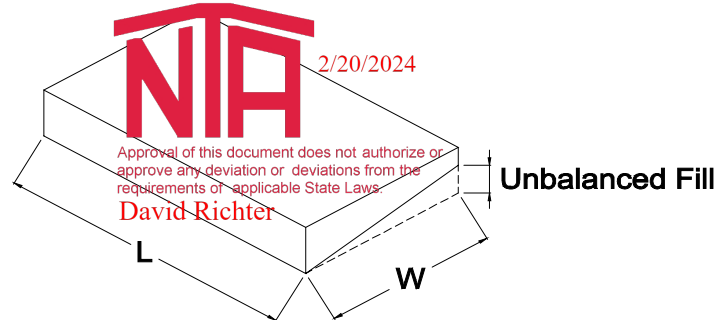 NTA
2/20/2024
Approval of this document does not authorize or
approve any deviation or deviations from the
requirements of applicable State Laws.
David Richter
Unbalanced Fill
L
W